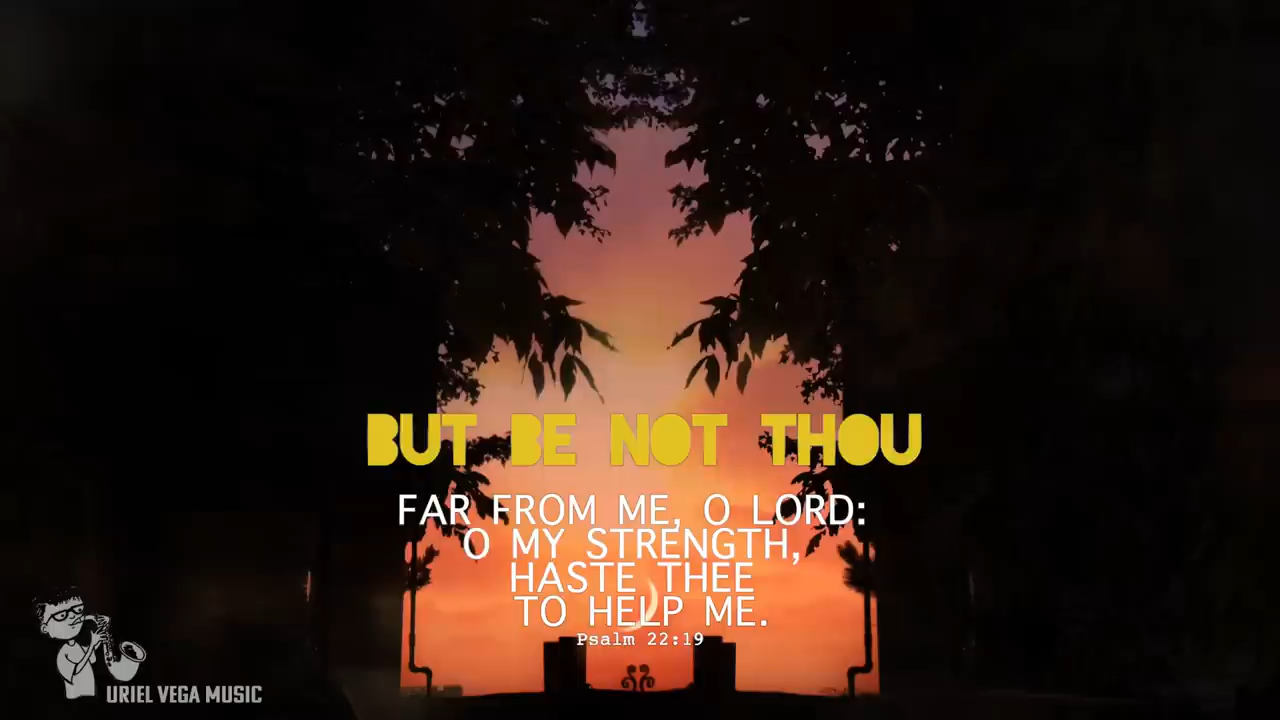 BUT BE NOT THOU
FAR FROM ME, O LORD:
O MY STRENGTH,
HASTE THEE
TO HELP ME.
Psalm 22:19
URIEL VEGA MUSIC